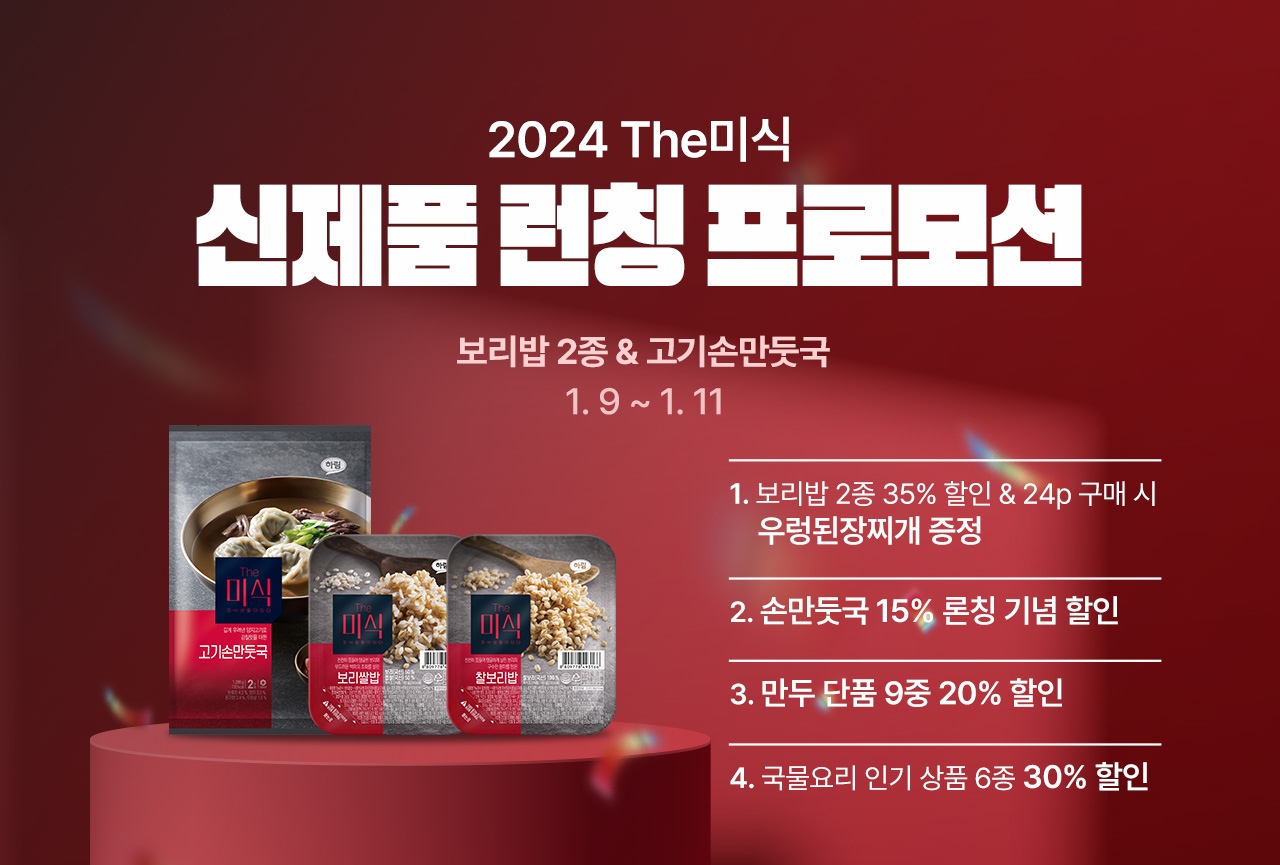 2024 The미식
신제품 런칭 프로모션
보리밥 2종 & 고기손만둣국
1. 9 ~ 1. 11
1. 보리밥 2종 35% 할인 & 24p 구매 시
우렁된장찌개 증정
2. 손만둣국 15% 론칭 기념 할인
3. 만두 단품 9중 20% 할인
4. 국물요리 인기 상품 6종 30% 할인
하림
The
미식
고기손만둣국
하림
The
미식
보리쌀밥
하림
The
미식
찰보리밥